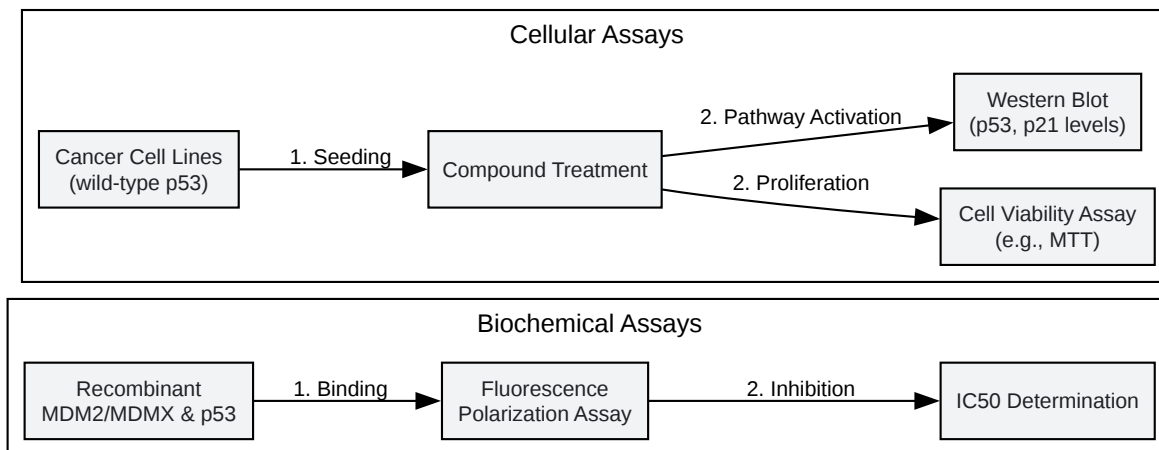 Cellular Assays
Cancer Cell Lines
(wild-type p53)
1. Seeding
Compound Treatment
2. Pathway Activation
Western Blot
(p53, p21 levels)
2. Proliferation
Cell Viability Assay
(e.g., MTT)
Biochemical Assays
Recombinant
MDM2/MDMX & p53
1. Binding
Fluorescence
Polarization Assay
2. Inhibition
IC50 Determination